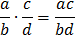 a/b · c/d = ac/bd